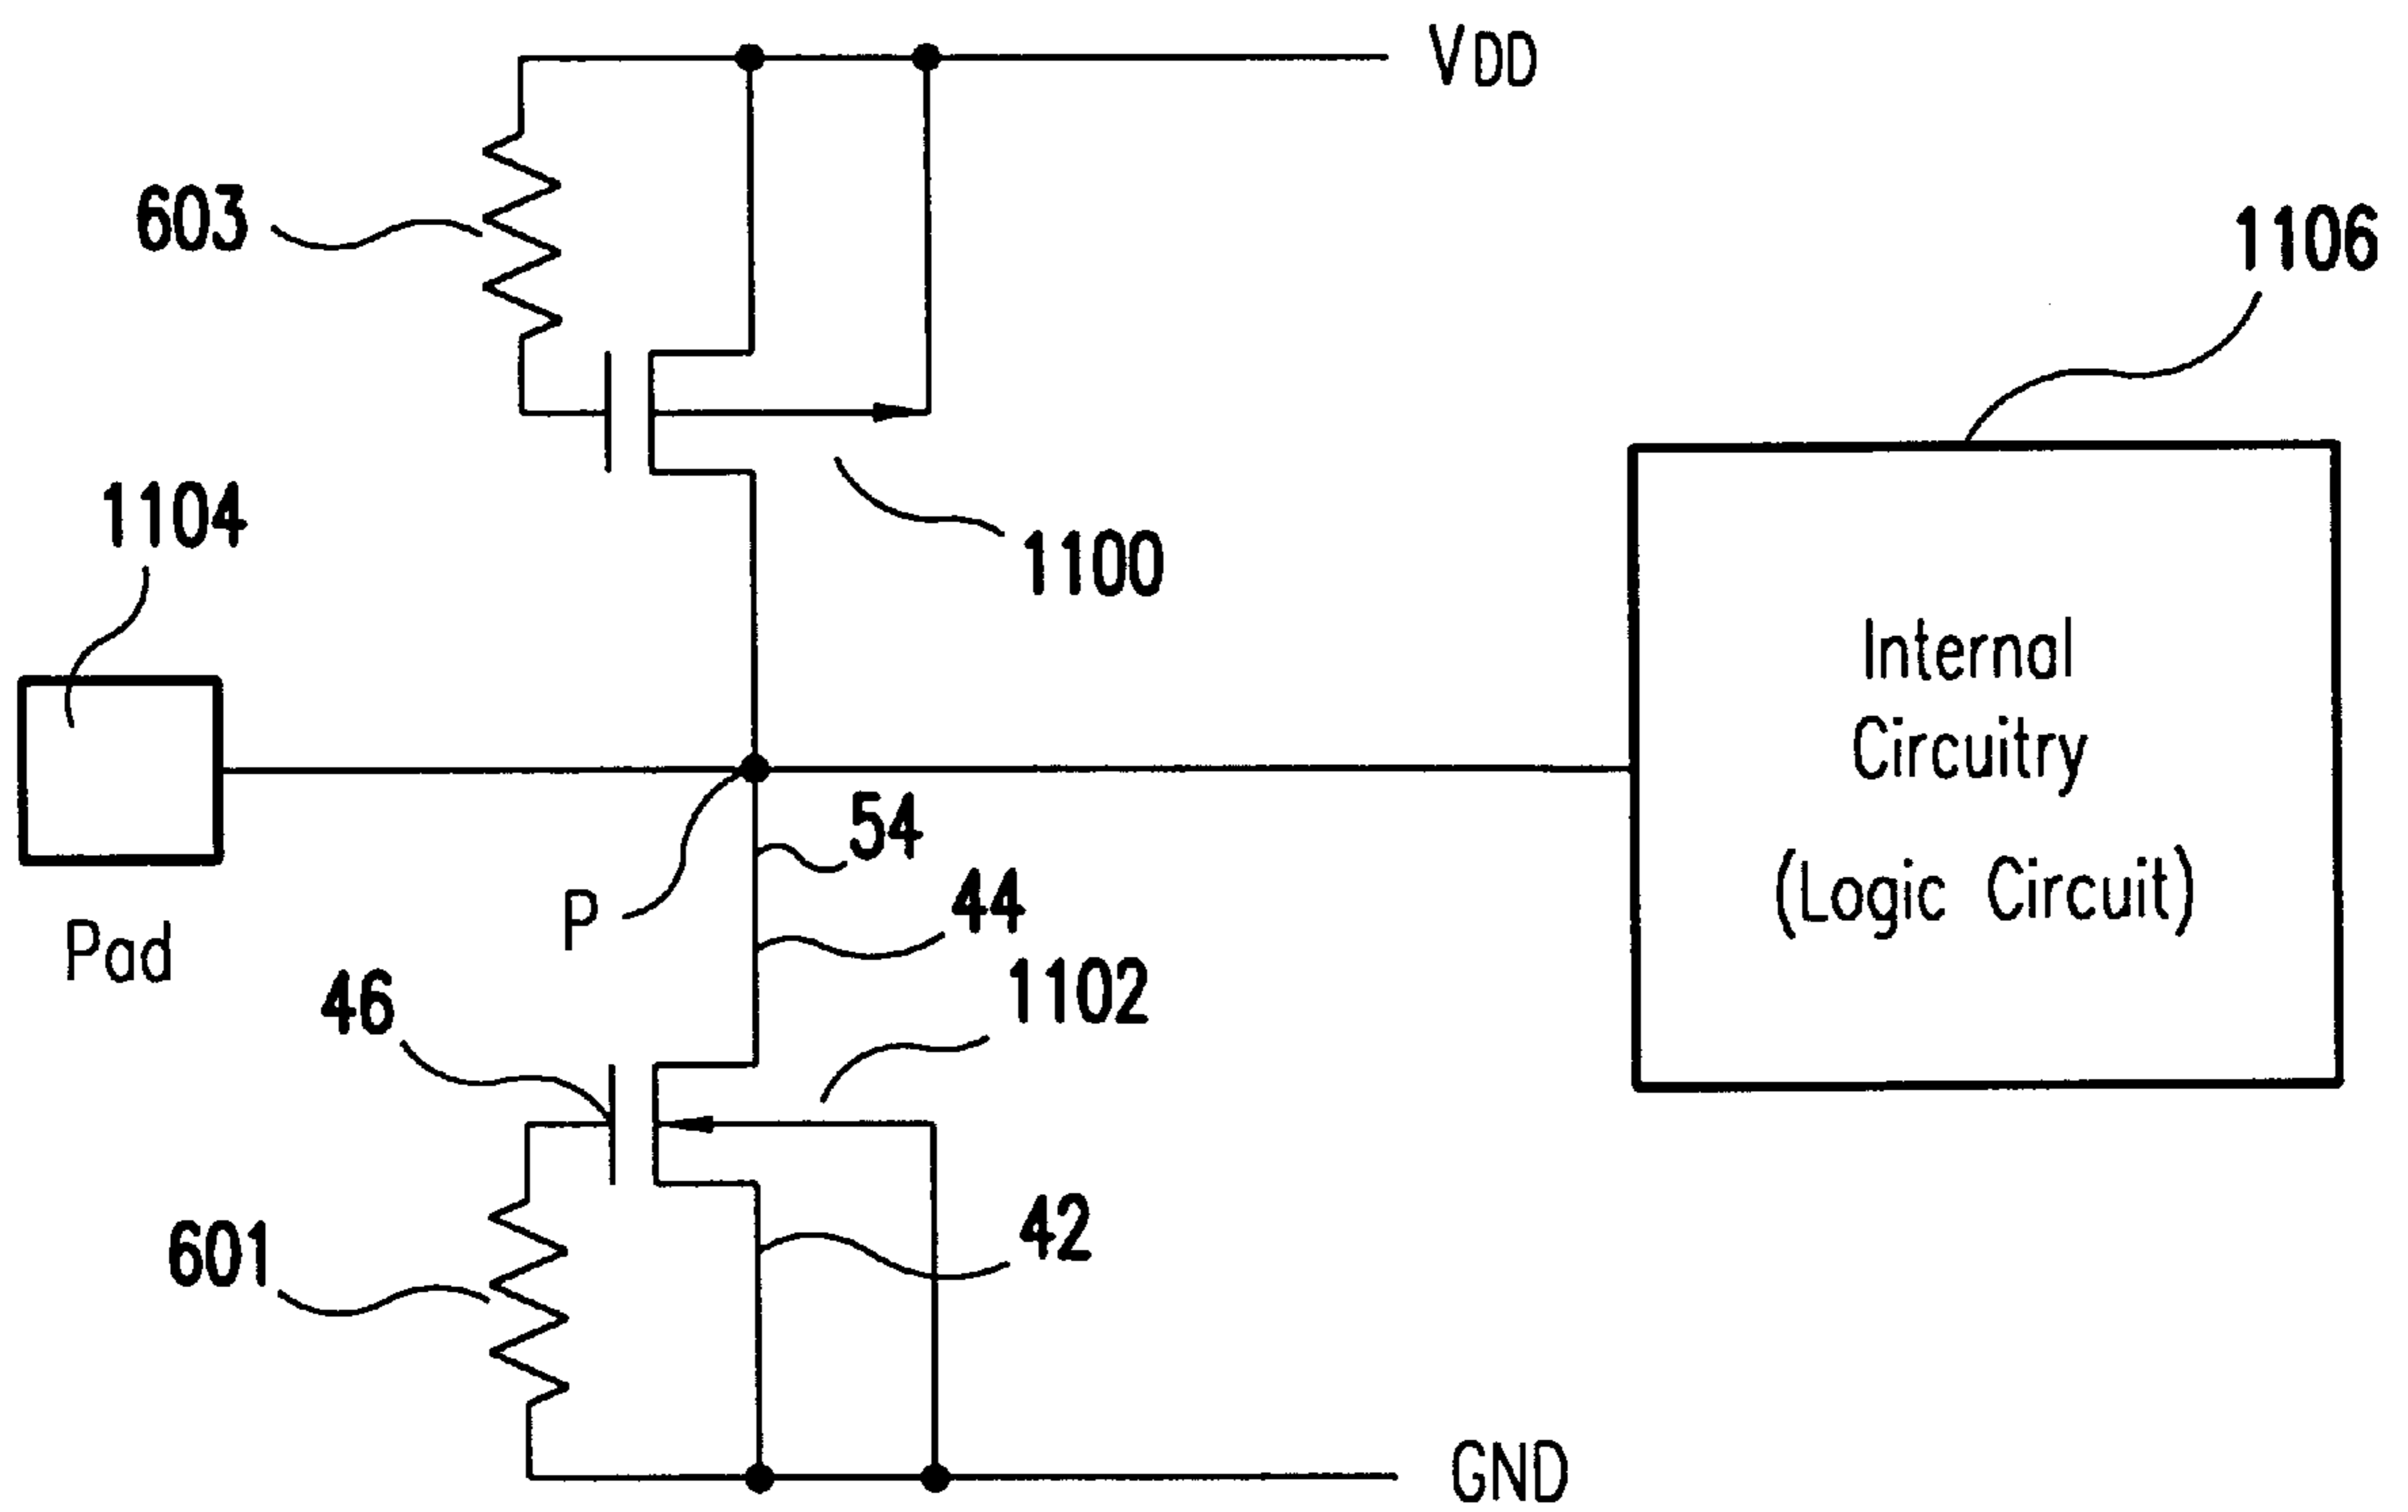 VDD
603
1106
1104
1100
Internal
Circuitry
(Logic Circuit)
54
P
44
Pad
1102
46
42
601
GND